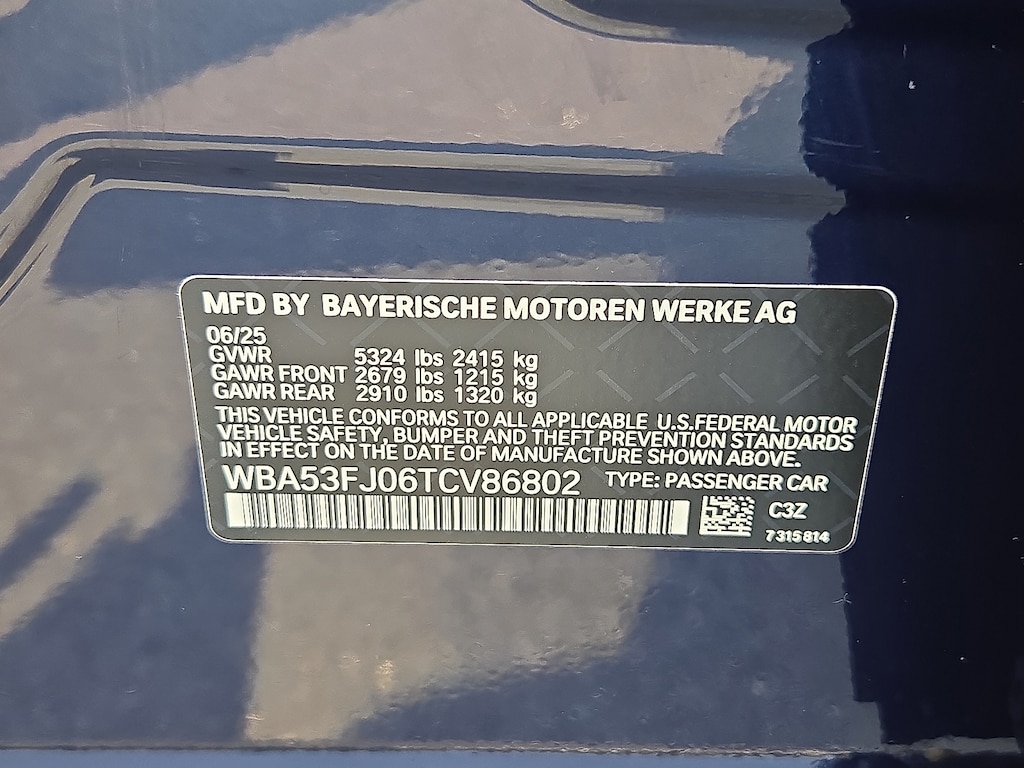 MFD BY BAYERISCHE MOTOREN WERKE AG
06/25
GVWR 5324 lbs 2415 kg
GAWR FRONT 2679 lbs 1215 kg
GAWR REAR 2910 lbs 1320 kg
THIS VEHICLE CONFORMS TO ALL APPLICABLE U.S.FEDERAL MOTOR
VEHICLE SAFETY, BUMPER AND THEFT PREVENTION STANDARDS
IN EFFECT ON THE DATE OF MANUFACTURE SHOWN ABOVE.
WBA53FJ06TCV86802 TYPE: PASSENGER CAR
C3Z
7315814